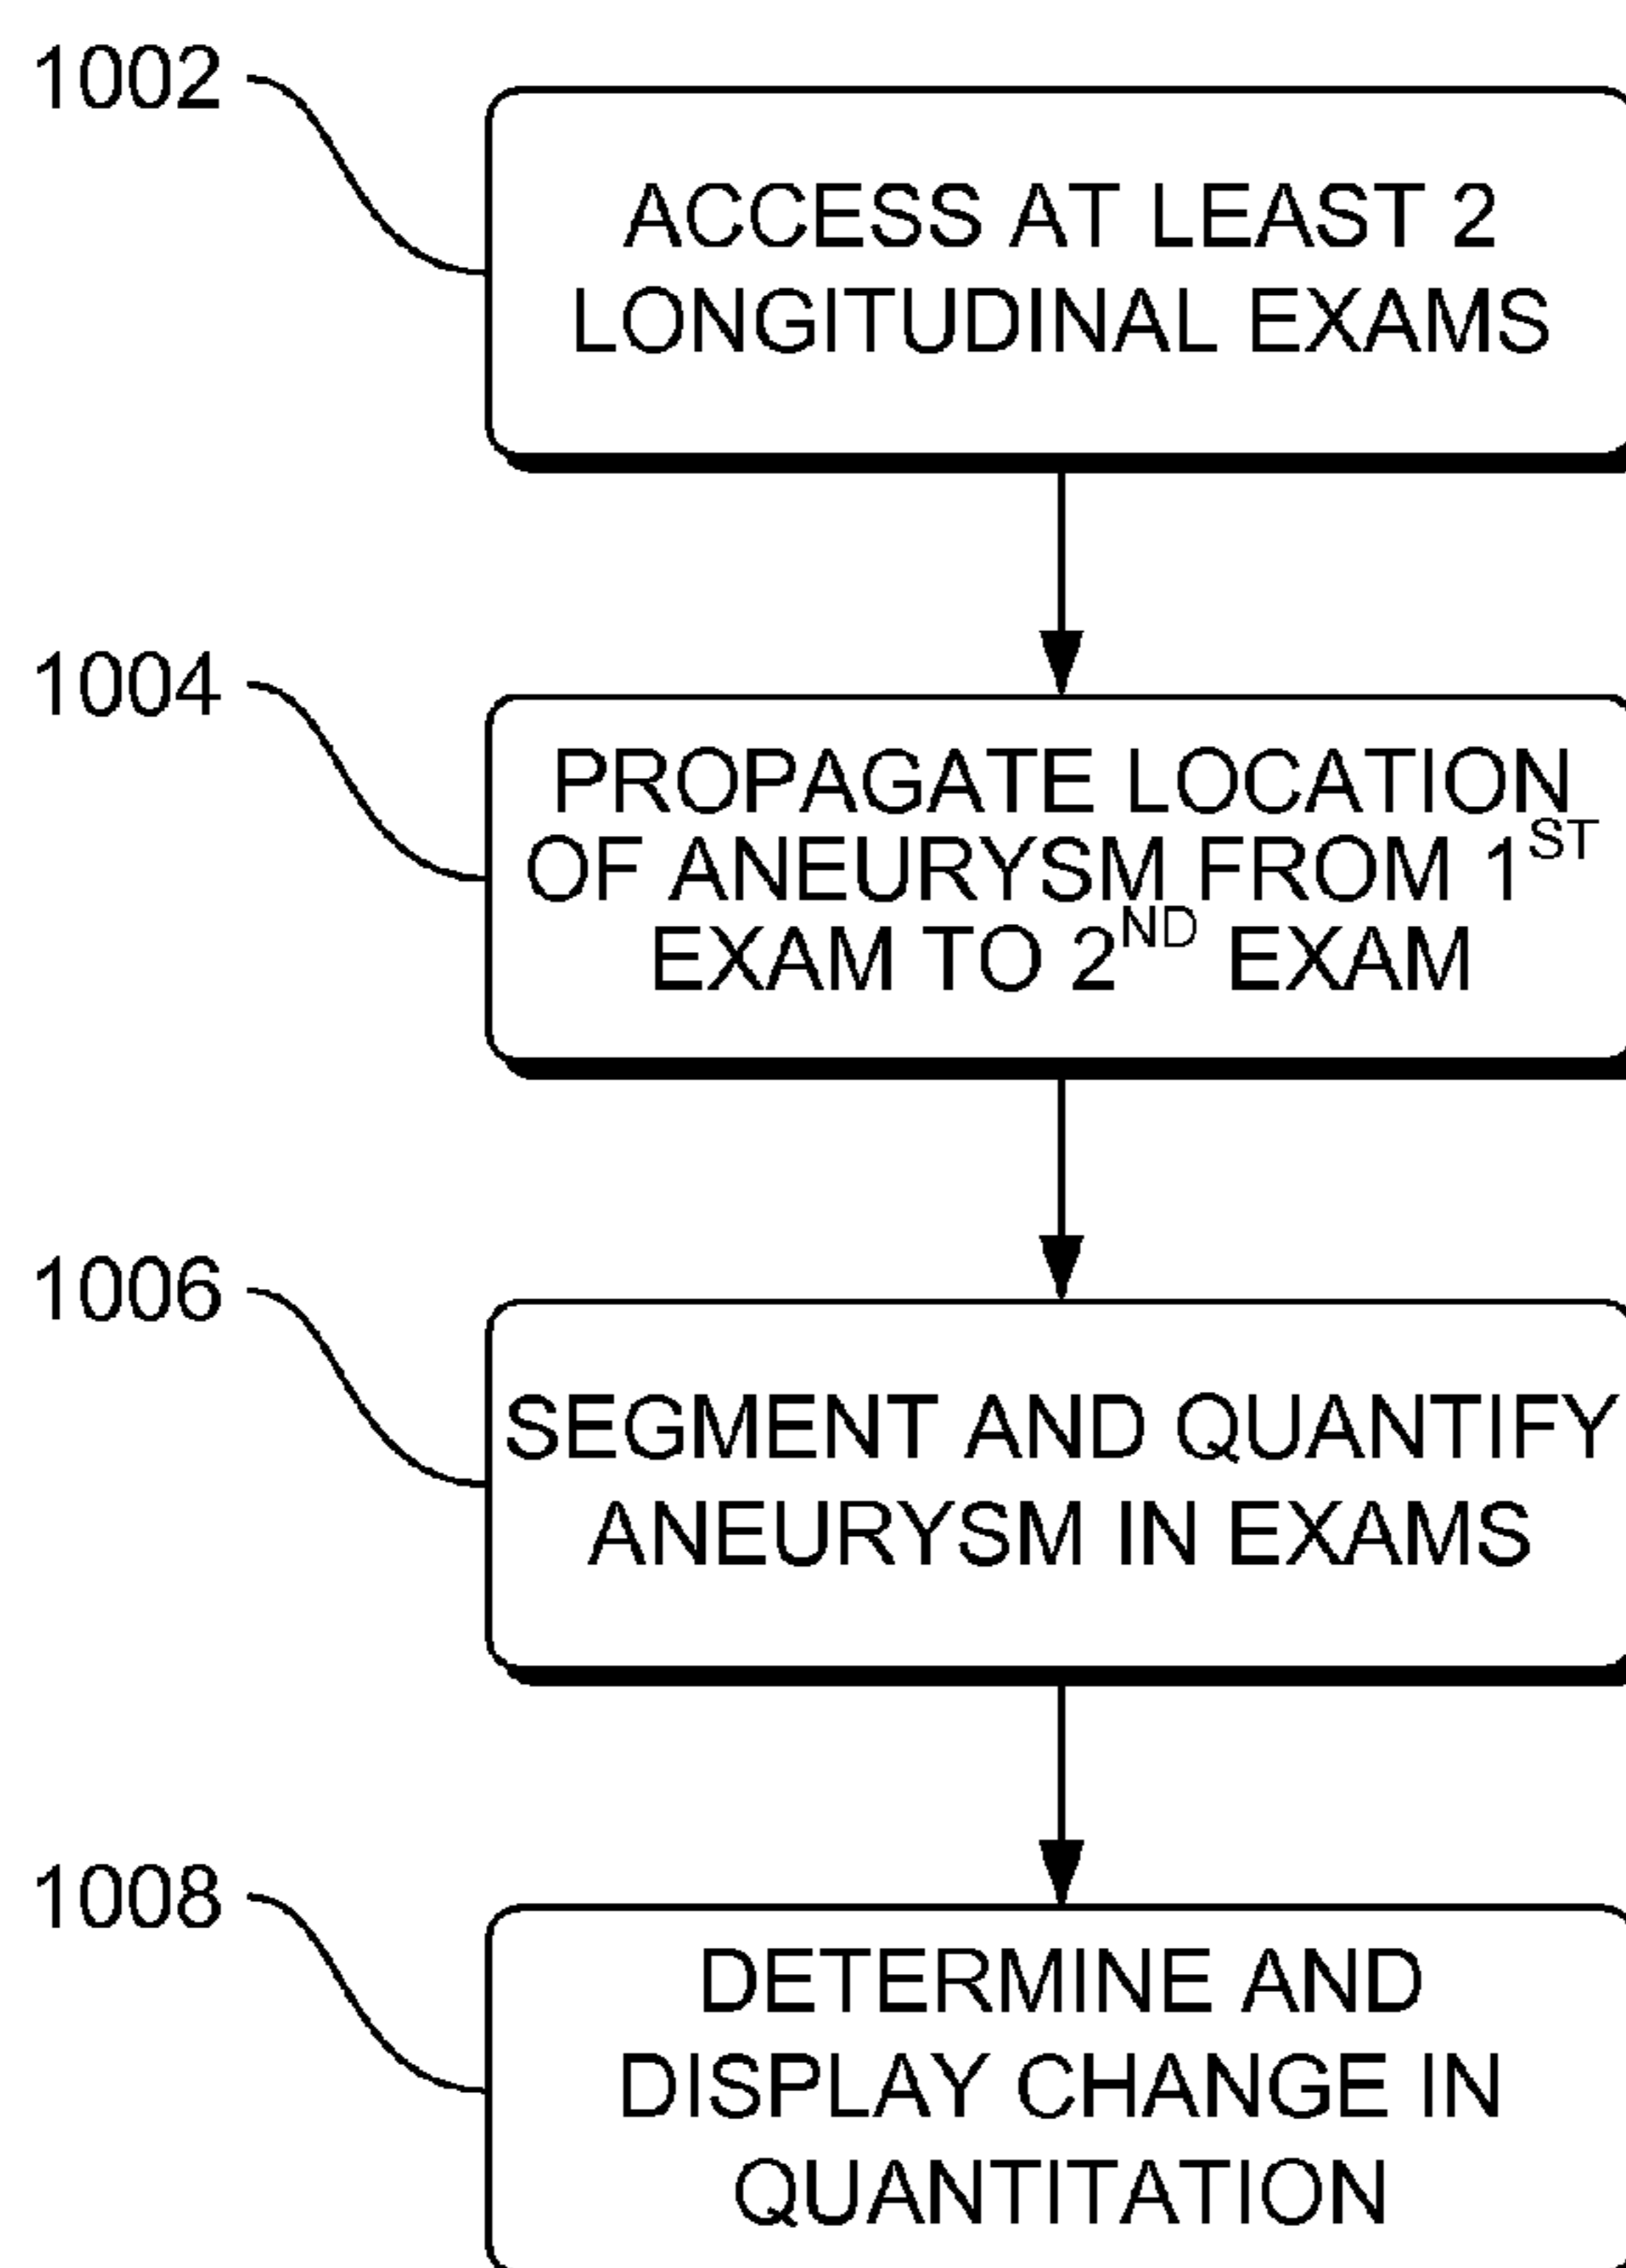 1002
ACCESS AT LEAST 2
LONGITUDINAL EXAMS
1004
PROPAGATE LOCATION
OF ANEURYSM FROM 1ST
EXAM TO 2ND EXAM
1006
SEGMENT AND QUANTIFY
ANEURYSM IN EXAMS
1008
DETERMINE AND
DISPLAY CHANGE IN
QUANTITATION